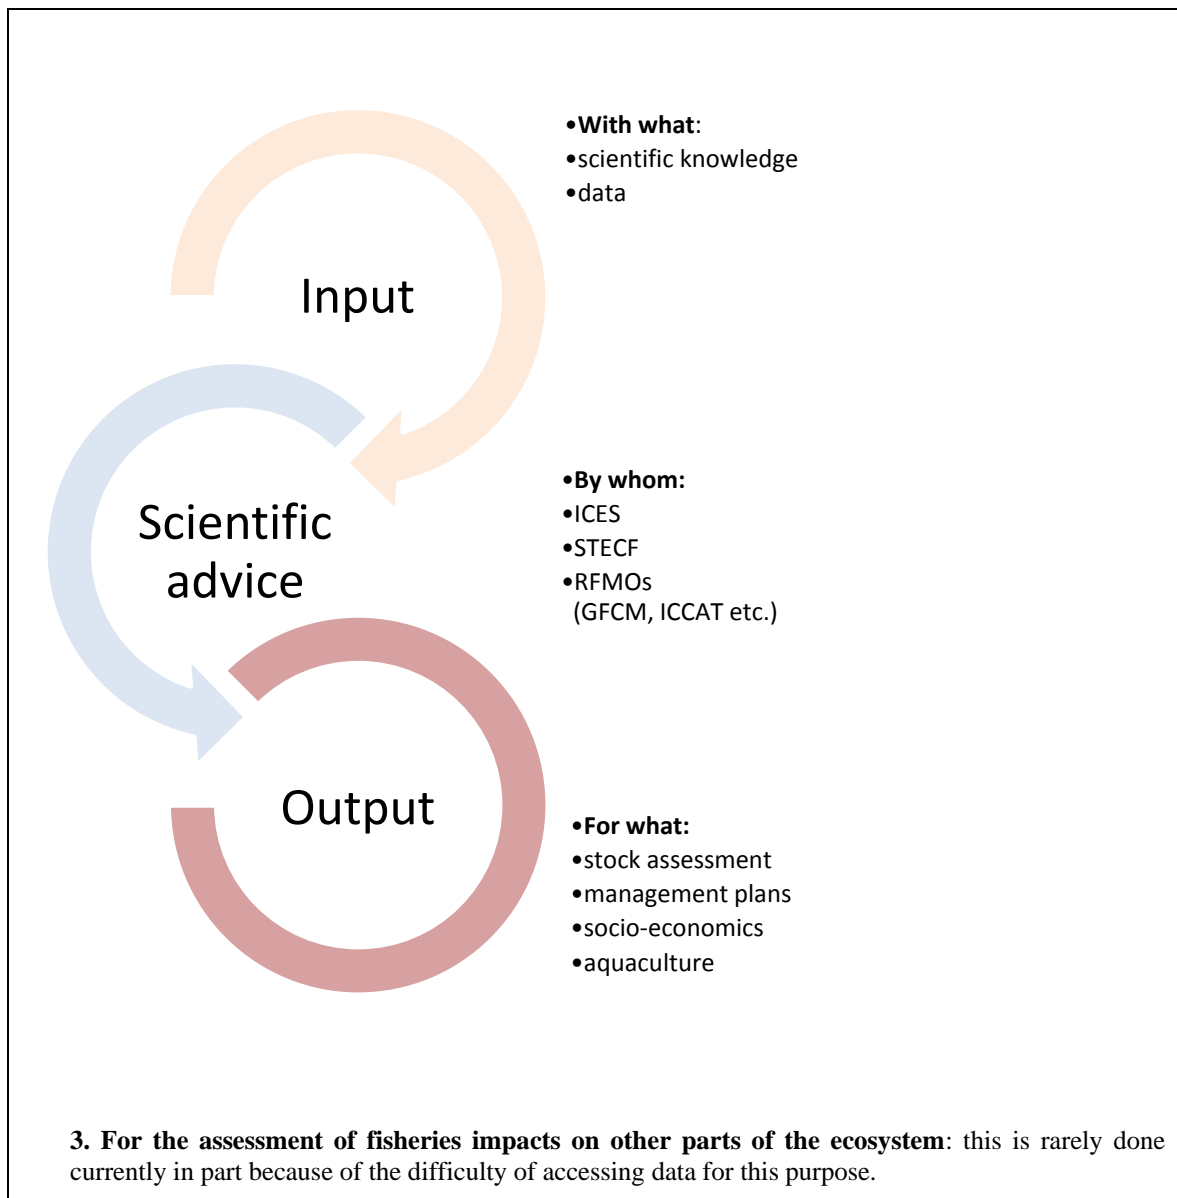 •With what:
•scientific knowledge
•data
Input
•By whom:
•ICES
•STECF
•RFMOs
(GFCM, ICCAT etc.)
Scientific
advice
Output
•For what:
•stock assessment
•management plans
•socio-economics
•aquaculture
3. For the assessment of fisheries impacts on other parts of the ecosystem: this is rarely done
currently in part because of the difficulty of accessing data for this purpose.